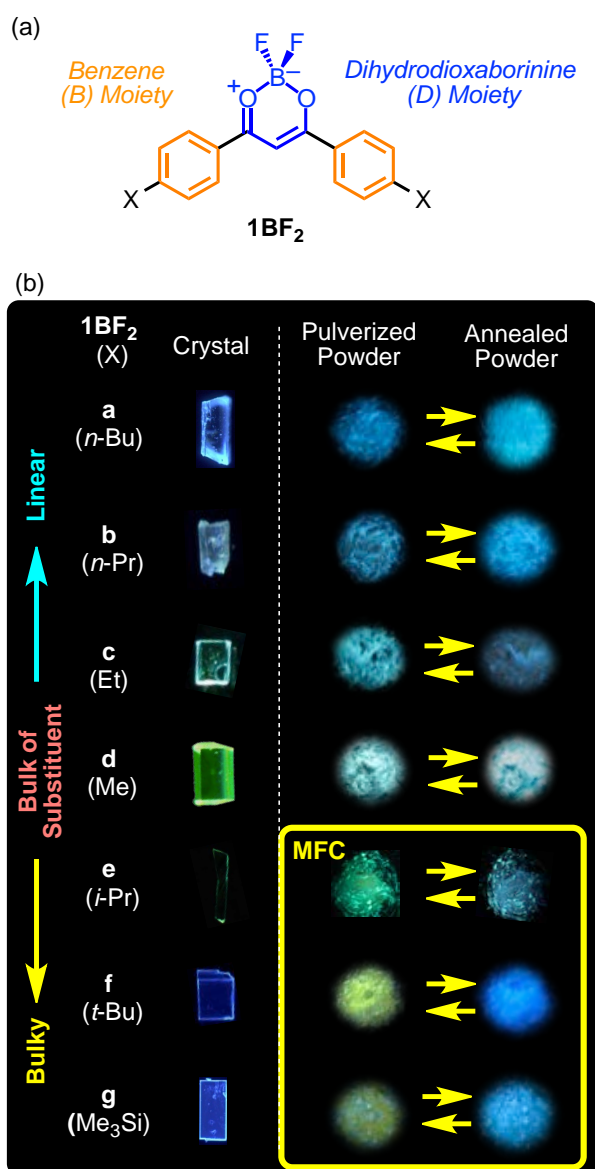 (a)
Benzene
(B) Moiety
Dihydrodioxaborinine
(D) Moiety
F F
B−
+
O O
X X
1BF2
(b)
1BF2
(X)
Crystal
Pulverized
Powder
Annealed
Powder
Linear
Bulk of
Substituent
Bulky
a
(n-Bu)
b
(n-Pr)
c
(Et)
d
(Me)
MFC
e
(i-Pr)
f
(t-Bu)
g
(Me3Si)